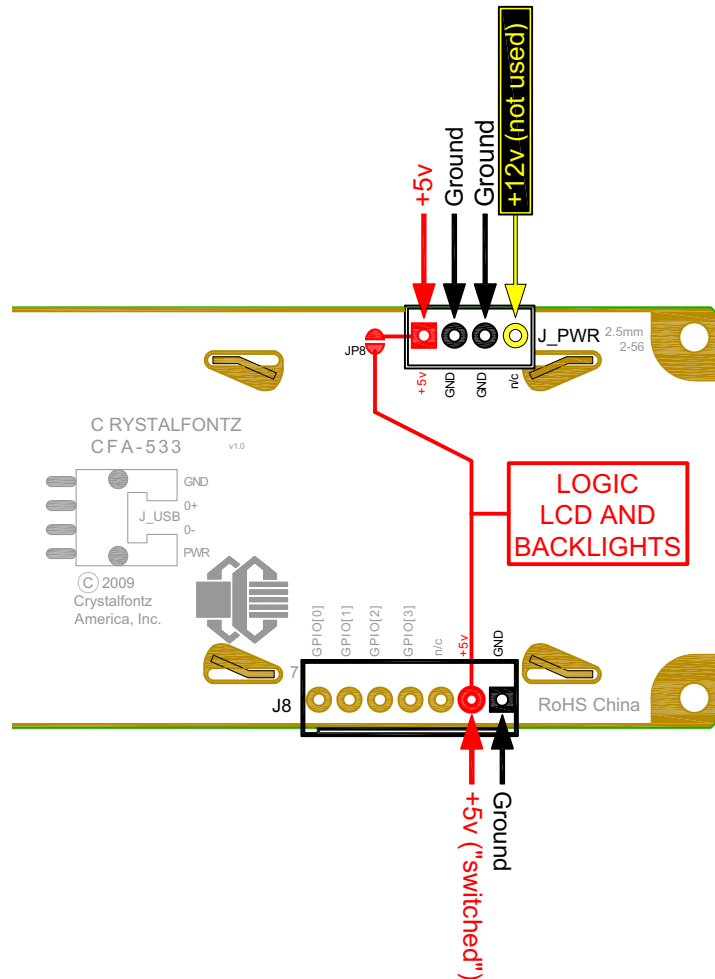 +5v
Ground
Ground
+12v (not used)
J_PWR
2.5mm
2-56
JP8
+5v
GND
GND
n/c
C RYSTALFONTZ
CFA-533
v1.0
GND
0+
J_USB
0-
PWR
© 2009
Crystalfontz
America, Inc.
LOGIC
LCD AND
BACKLIGHTS
GPIO[0]
GPIO[1]
GPIO[2]
GPIO[3]
n/c
+5v
GND
7
J8
RoHS China
+5v ("switched")
Ground